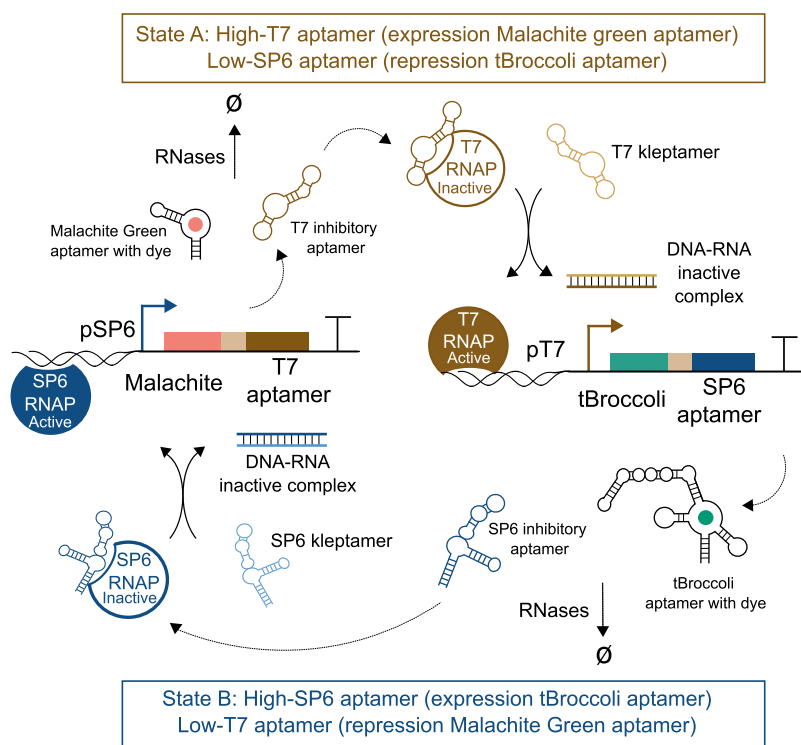 State A: High-T7 aptamer (expression Malachite green aptamer)
Low-SP6 aptamer (repression tBroccoli aptamer)
Ø
RNases
Malachite Green
aptamer with dye
T7 inhibitory
aptamer
T7
RNAP
Inactive
T7 kleptamer
DNA-RNA
inactive
complex
pSP6
SP6
RNAP
Active
Malachite
T7
aptamer
T7
RNAP
Active
pT7
tBroccoli
SP6
aptamer
DNA-RNA
inactive complex
SP6 kleptamer
SP6
RNAP
Inactive
SP6 inhibitory
aptamer
tBroccoli
aptamer with dye
RNases
Ø
State B: High-SP6 aptamer (expression tBroccoli aptamer)
Low-T7 aptamer (repression Malachite Green aptamer)